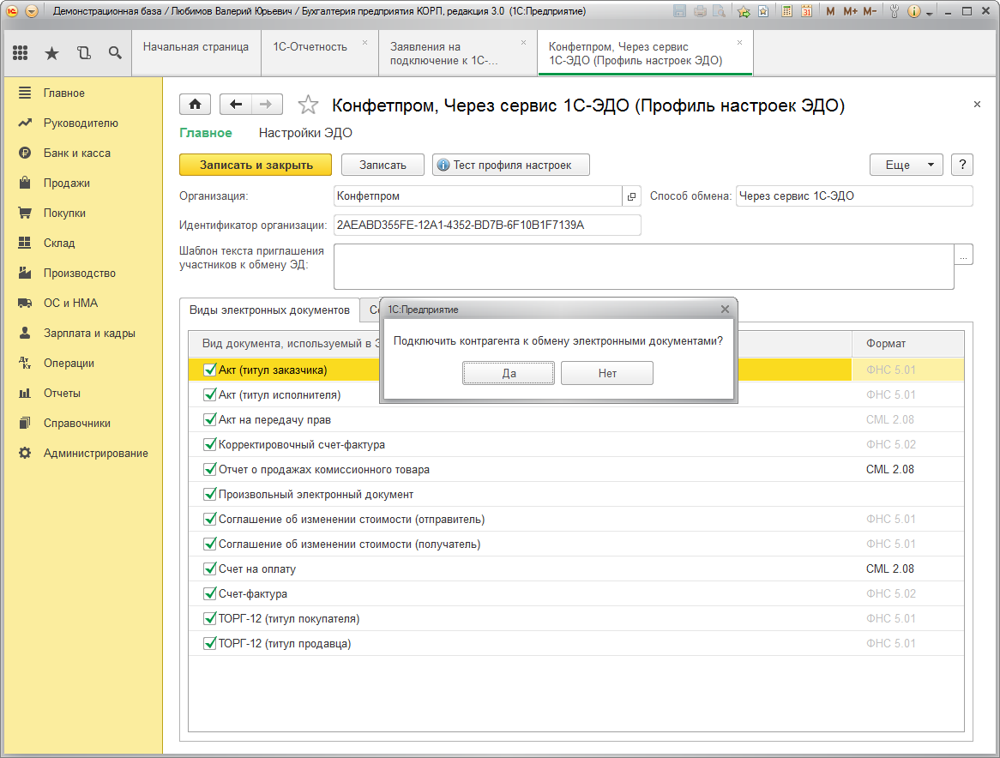 Демонстрационная база / Любимов Валерий Юрьевич / Бухгалтерия предприятия КОРП, редакция 3.0 (1С:Предприятие)
31 M M+ M-
Начальная страница
1С-Отчетность
Заявления на
подключение к 1С-...
Конфетпром, Через сервис
1С-ЭДО (Профиль настроек ЭДО)
Главное
Руководителю
Банк и касса
Продажи
Покупки
Склад
Производство
ОС и НМА
Зарплата и кадры
Операции
Отчеты
Справочники
Администрирование
Конфетпром, Через сервис 1С-ЭДО (Профиль настроек ЭДО)
Главное Настройки ЭДО
Записать и закрыть Записать Тест профиля настроек Еще ?
Организация: Конфетпром Способ обмена: Через сервис 1С-ЭДО
Идентификатор организации: 2AEABD355FE-12A1-4352-BD7B-6F10B1F7139A
Шаблон текста приглашения
участников к обмену ЭД: ...
Виды электронных документов
1С:Предприятие
Подключить контрагента к обмену электронными документами?
Да Нет
Вид документа, используемый в Формат
Акт (титул заказчика) ФНС 5.01
Акт (титул исполнителя) ФНС 5.01
Акт на передачу прав CML 2.08
Корректировочный счет-фактура ФНС 5.02
Отчет о продажах комиссионного товара CML 2.08
Произвольный электронный документ
Соглашение об изменении стоимости (отправитель) ФНС 5.01
Соглашение об изменении стоимости (получатель) ФНС 5.01
Счет на оплату CML 2.08
Счет-фактура ФНС 5.02
ТОРГ-12 (титул покупателя) ФНС 5.01
ТОРГ-12 (титул продавца) ФНС 5.01